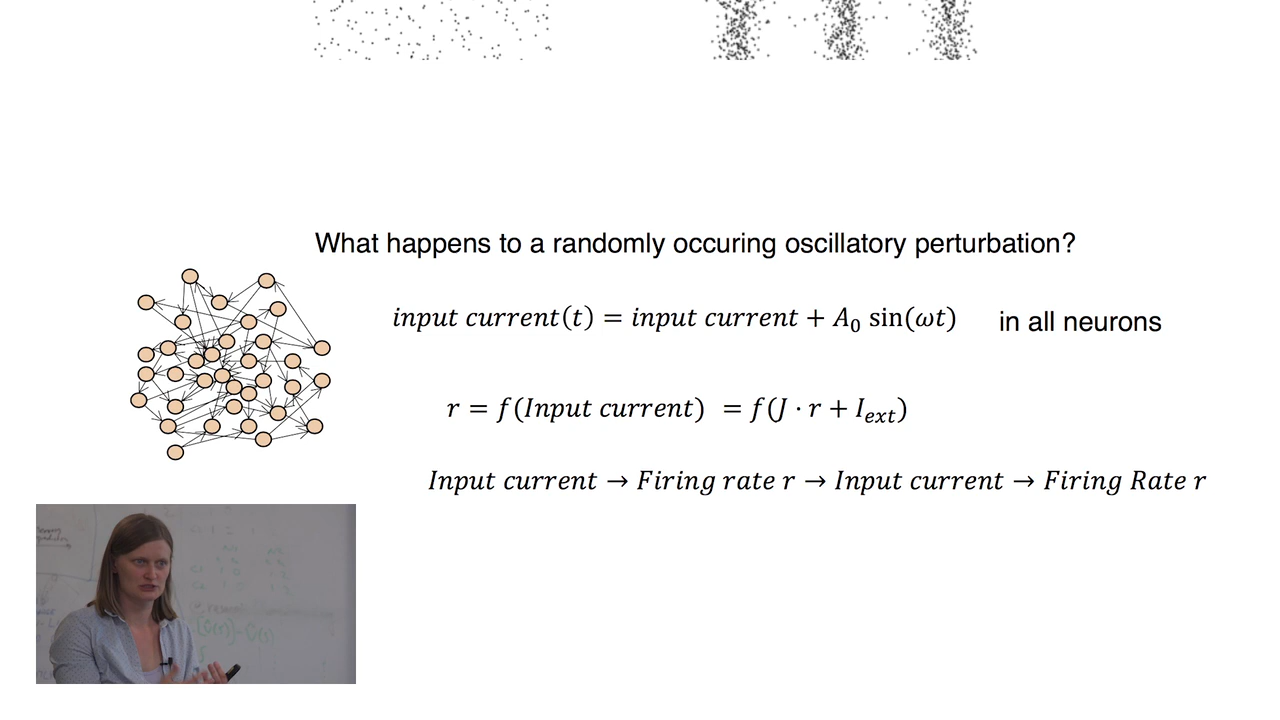 What happens to a randomly occuring oscillatory perturbation?
input current(t) = input current + A₀ sin(ωt) in all neurons
r = f(Input current) = f(J · r + I_ext)
Input current → Firing rate r → Input current → Firing Rate r